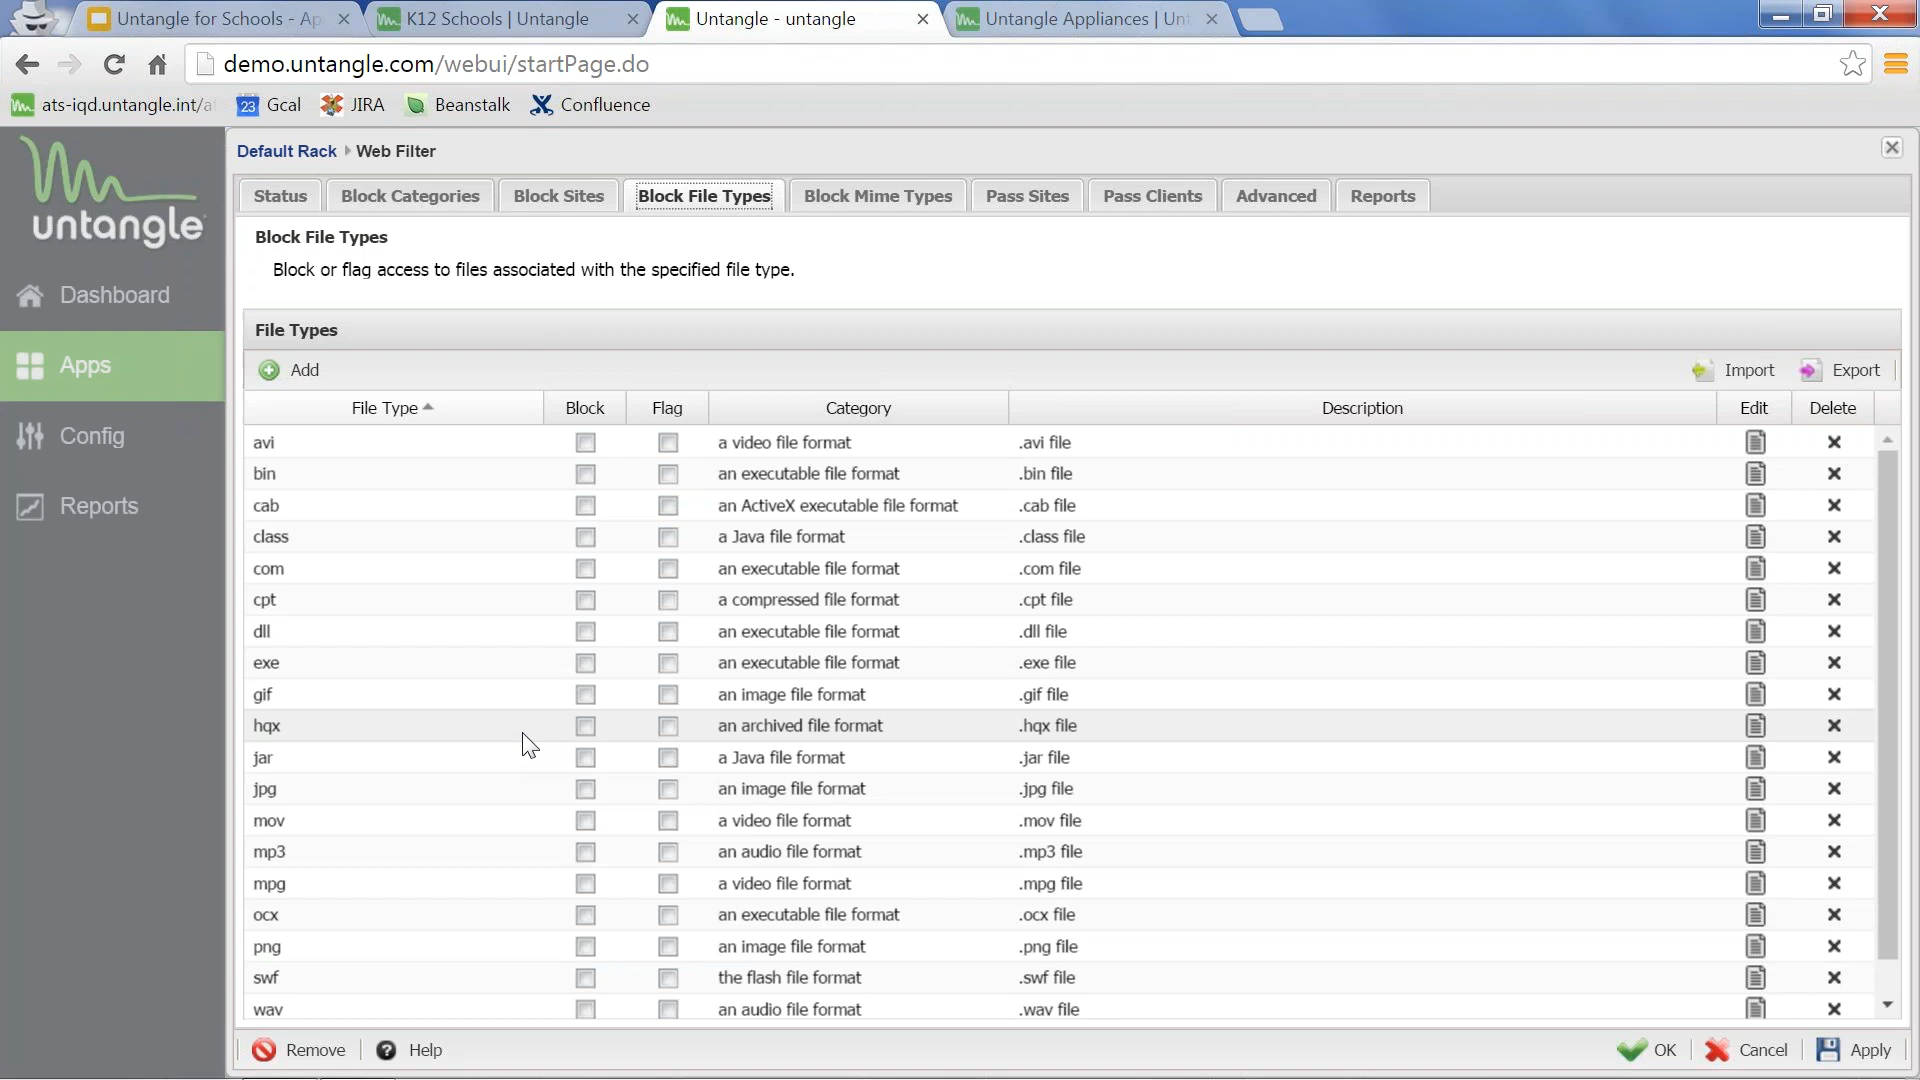 Untangle for Schools - Ap
K12 Schools | Untangle
Untangle - untangle
Untangle Appliances | Unt
demo.untangle.com/webui/startPage.do
ats-iqd.untangle.int/a
23 Gcal
JIRA
Beanstalk
Confluence
untangle
Dashboard
Apps
Config
Reports
Default Rack Web Filter
Status Block Categories Block Sites Block File Types Block Mime Types Pass Sites Pass Clients Advanced Reports
Block File Types
Block or flag access to files associated with the specified file type.
File Types
Add Import Export
File Type Block Flag Category Description Edit Delete
avi a video file format .avi file
bin an executable file format .bin file
cab an ActiveX executable file format .cab file
class a Java file format .class file
com an executable file format .com file
cpt a compressed file format .cpt file
dll an executable file format .dll file
exe an executable file format .exe file
gif an image file format .gif file
hqx an archived file format .hqx file
jar a Java file format .jar file
jpg an image file format .jpg file
mov a video file format .mov file
mp3 an audio file format .mp3 file
mpg a video file format .mpg file
ocx an executable file format .ocx file
png an image file format .png file
swf the flash file format .swf file
wav an audio file format .wav file
Remove Help OK Cancel Apply